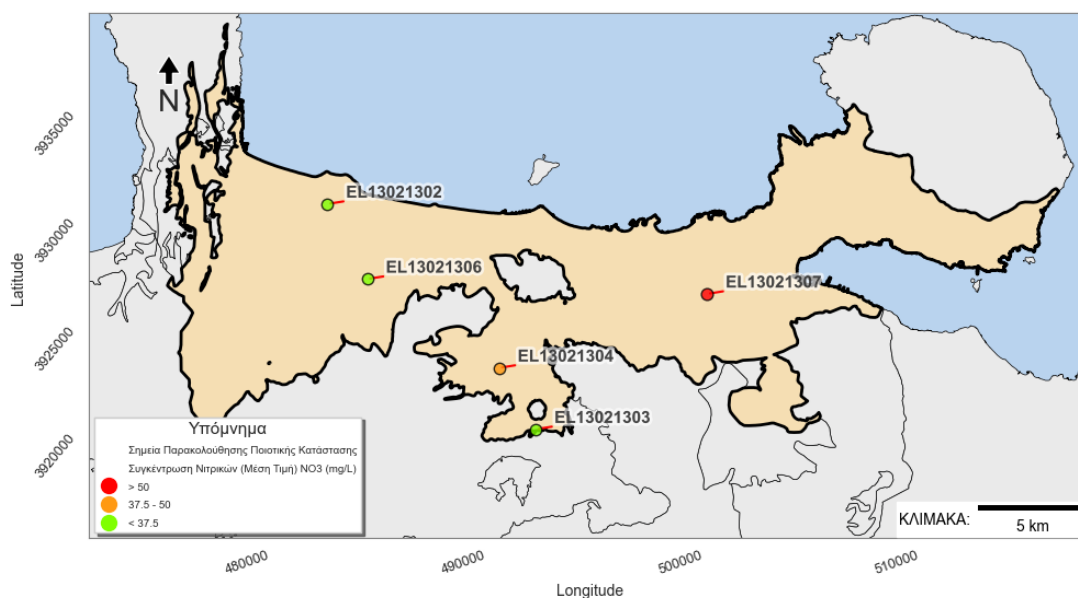 N
EL13021302
EL13021306
EL13021307
EL13021304
EL13021303
3935000
3930000
3925000
3920000
Latitude
Υπόμνημα
Σημεία Παρακολούθησης Ποιοτικής Κατάστασης
Συγκέντρωση Νιτρικών (Μέση Τιμή) NO3 (mg/L)
> 50
37.5 - 50
< 37.5
ΚΛΙΜΑΚΑ:
5 km
480000
490000
500000
510000
Longitude